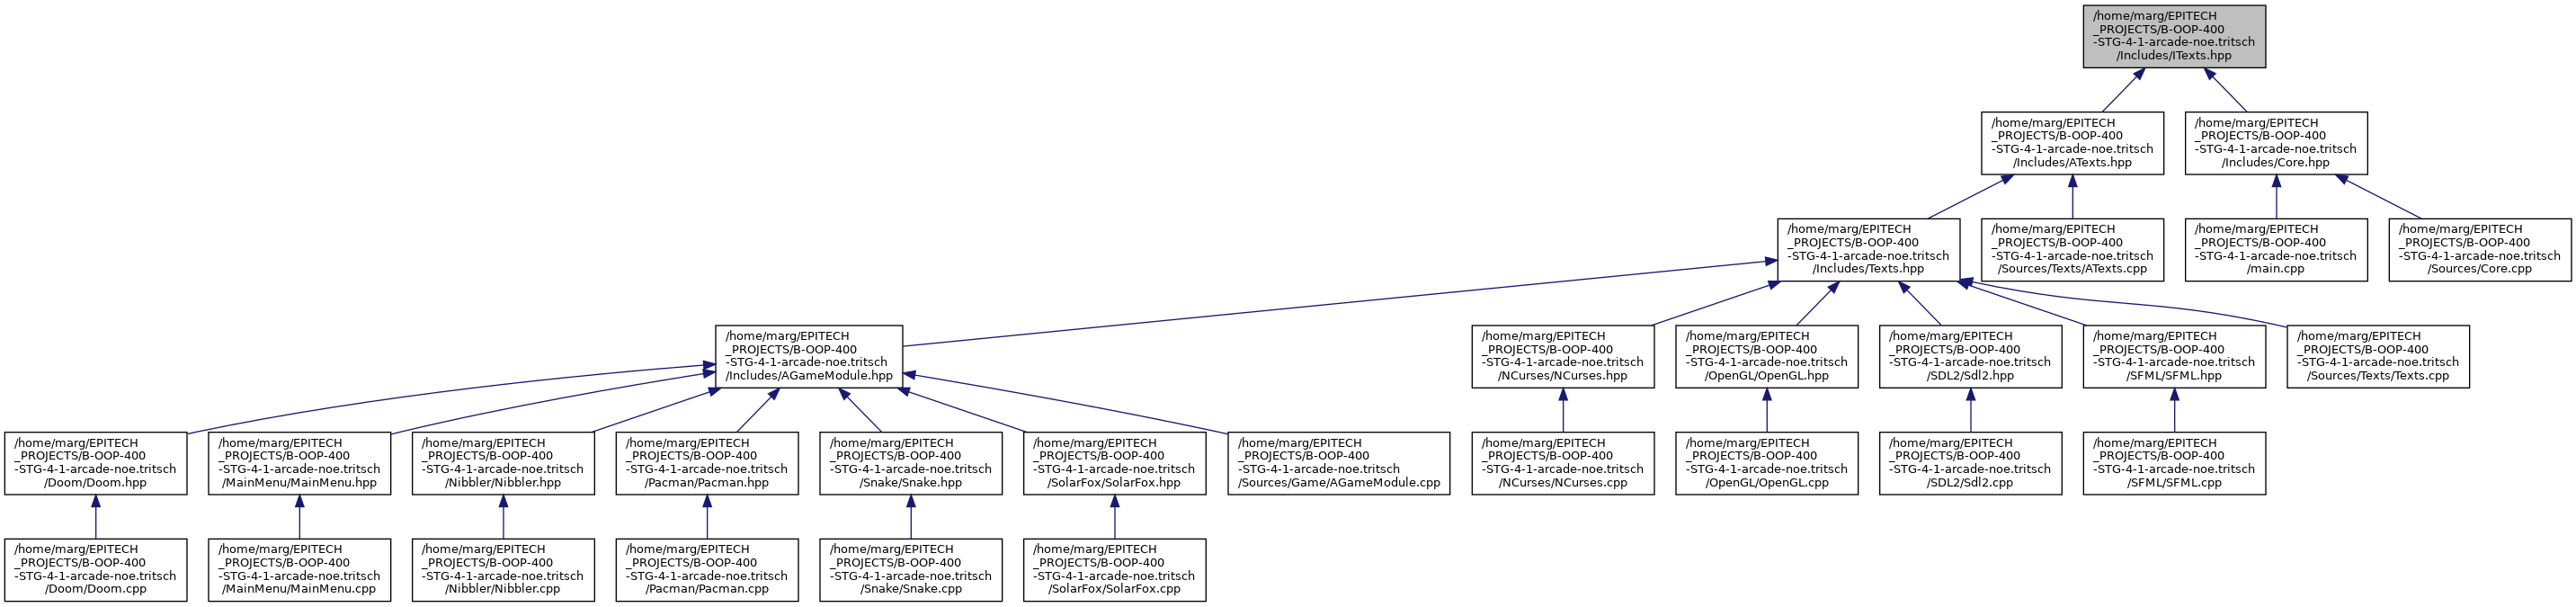 /home/marg/EPITECH
_PROJECTS/B-OOP-400
-STG-4-1-arcade-noe.tritsch
/Includes/ITexts.hpp
/home/marg/EPITECH
_PROJECTS/B-OOP-400
-STG-4-1-arcade-noe.tritsch
/Includes/ATexts.hpp
/home/marg/EPITECH
_PROJECTS/B-OOP-400
-STG-4-1-arcade-noe.tritsch
/Includes/Core.hpp
/home/marg/EPITECH
_PROJECTS/B-OOP-400
-STG-4-1-arcade-noe.tritsch
/Includes/Texts.hpp
/home/marg/EPITECH
_PROJECTS/B-OOP-400
-STG-4-1-arcade-noe.tritsch
/Sources/Texts/ATexts.cpp
/home/marg/EPITECH
_PROJECTS/B-OOP-400
-STG-4-1-arcade-noe.tritsch
/main.cpp
/home/marg/EPITECH
_PROJECTS/B-OOP-400
-STG-4-1-arcade-noe.tritsch
/Sources/Core.cpp
/home/marg/EPITECH
_PROJECTS/B-OOP-400
-STG-4-1-arcade-noe.tritsch
/Includes/AGameModule.hpp
/home/marg/EPITECH
_PROJECTS/B-OOP-400
-STG-4-1-arcade-noe.tritsch
/NCurses/NCurses.hpp
/home/marg/EPITECH
_PROJECTS/B-OOP-400
-STG-4-1-arcade-noe.tritsch
/OpenGL/OpenGL.hpp
/home/marg/EPITECH
_PROJECTS/B-OOP-400
-STG-4-1-arcade-noe.tritsch
/SDL2/Sdl2.hpp
/home/marg/EPITECH
_PROJECTS/B-OOP-400
-STG-4-1-arcade-noe.tritsch
/SFML/SFML.hpp
/home/marg/EPITECH
_PROJECTS/B-OOP-400
-STG-4-1-arcade-noe.tritsch
/Sources/Texts/Texts.cpp
/home/marg/EPITECH
_PROJECTS/B-OOP-400
-STG-4-1-arcade-noe.tritsch
/Doom/Doom.hpp
/home/marg/EPITECH
_PROJECTS/B-OOP-400
-STG-4-1-arcade-noe.tritsch
/MainMenu/MainMenu.hpp
/home/marg/EPITECH
_PROJECTS/B-OOP-400
-STG-4-1-arcade-noe.tritsch
/Nibbler/Nibbler.hpp
/home/marg/EPITECH
_PROJECTS/B-OOP-400
-STG-4-1-arcade-noe.tritsch
/Pacman/Pacman.hpp
/home/marg/EPITECH
_PROJECTS/B-OOP-400
-STG-4-1-arcade-noe.tritsch
/Snake/Snake.hpp
/home/marg/EPITECH
_PROJECTS/B-OOP-400
-STG-4-1-arcade-noe.tritsch
/SolarFox/SolarFox.hpp
/home/marg/EPITECH
_PROJECTS/B-OOP-400
-STG-4-1-arcade-noe.tritsch
/Sources/Game/AGameModule.cpp
/home/marg/EPITECH
_PROJECTS/B-OOP-400
-STG-4-1-arcade-noe.tritsch
/NCurses/NCurses.cpp
/home/marg/EPITECH
_PROJECTS/B-OOP-400
-STG-4-1-arcade-noe.tritsch
/OpenGL/OpenGL.cpp
/home/marg/EPITECH
_PROJECTS/B-OOP-400
-STG-4-1-arcade-noe.tritsch
/SDL2/Sdl2.cpp
/home/marg/EPITECH
_PROJECTS/B-OOP-400
-STG-4-1-arcade-noe.tritsch
/SFML/SFML.cpp
/home/marg/EPITECH
_PROJECTS/B-OOP-400
-STG-4-1-arcade-noe.tritsch
/Doom/Doom.cpp
/home/marg/EPITECH
_PROJECTS/B-OOP-400
-STG-4-1-arcade-noe.tritsch
/MainMenu/MainMenu.cpp
/home/marg/EPITECH
_PROJECTS/B-OOP-400
-STG-4-1-arcade-noe.tritsch
/Nibbler/Nibbler.cpp
/home/marg/EPITECH
_PROJECTS/B-OOP-400
-STG-4-1-arcade-noe.tritsch
/Pacman/Pacman.cpp
/home/marg/EPITECH
_PROJECTS/B-OOP-400
-STG-4-1-arcade-noe.tritsch
/Snake/Snake.cpp
/home/marg/EPITECH
_PROJECTS/B-OOP-400
-STG-4-1-arcade-noe.tritsch
/SolarFox/SolarFox.cpp